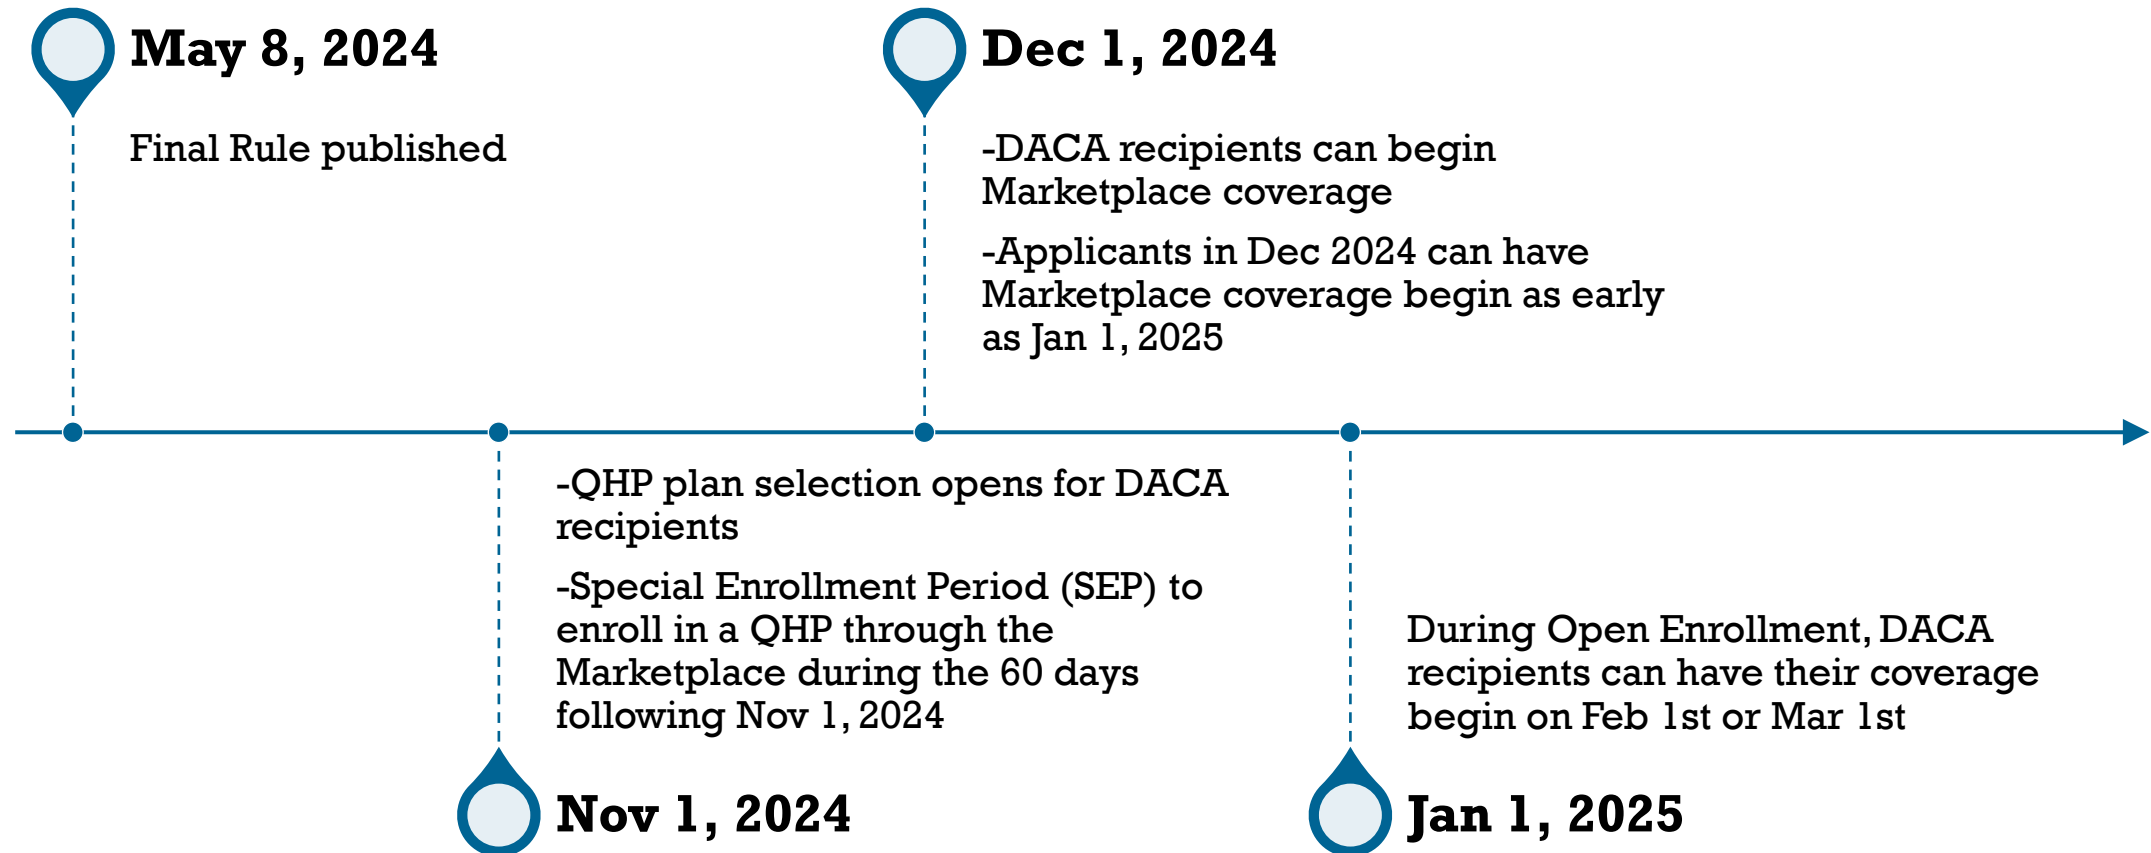 May 8, 2024
Final Rule published
-QHP plan selection opens for DACA
recipients
-Special Enrollment Period (SEP) to
enroll in a QHP through the
Marketplace during the 60 days
following Nov 1, 2024
Nov 1, 2024
Dec 1, 2024
-DACA recipients can begin
Marketplace coverage
-Applicants in Dec 2024 can have
Marketplace coverage begin as early
as Jan 1, 2025
During Open Enrollment, DACA
recipients can have their coverage
begin on Feb 1st or Mar 1st
Jan 1, 2025